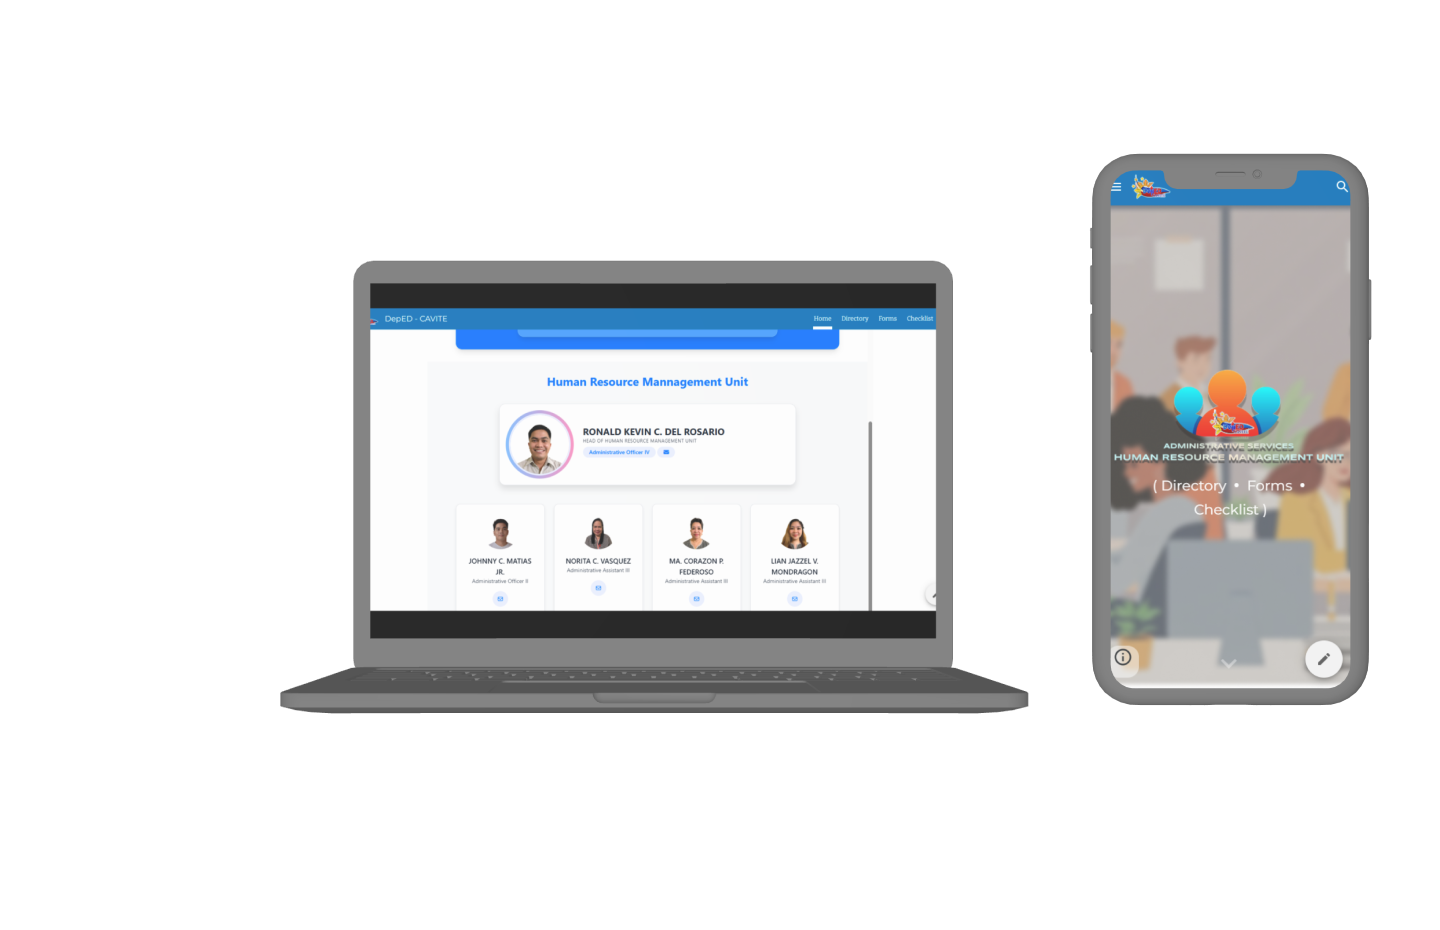 DepED - CAVITE
Home Directory Forms Checklist
Human Resource Mannagement Unit
RONALD KEVIN C. DEL ROSARIO
HEAD OF HUMAN RESOURCE MANAGEMENT UNIT
Administrative Officer IV
JOHNNY C. MATIAS
JR.
Administrative Officer II
NORITA C. VASQUEZ
Administrative Assistant III
MA. CORAZON P.
FEDEROSO
Administrative Assistant III
LIAN JAZZEL V.
MONDRAGON
Administrative Assistant III
ADMINISTRATIVE SERVICES
HUMAN RESOURCE MANAGEMENT UNIT
( Directory • Forms •
Checklist )